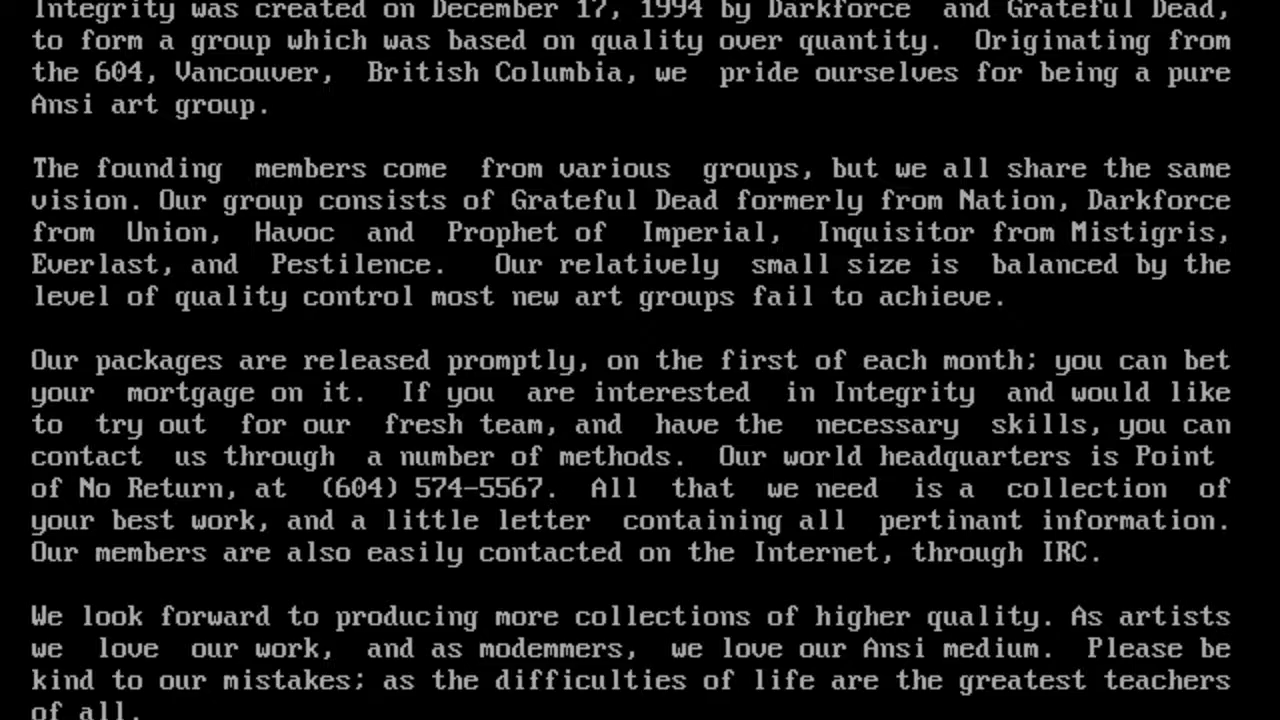 Integrity was created on December 17, 1994 by Darkforce  and Grateful Dead,
to form a group which was based on quality over quantity.  Originating from
the 604, Vancouver,  British Columbia, we  pride ourselves for being a pure
Ansi art group.

The founding  members come  from various  groups, but we all share the same
vision. Our group consists of Grateful Dead formerly from Nation, Darkforce
from  Union,  Havoc  and  Prophet of  Imperial,  Inquisitor from Mistigris,
Everlast, and  Pestilence.   Our relatively  small size is  balanced by the
level of quality control most new art groups fail to achieve.

Our packages are released promptly, on the first of each month; you can bet
your  mortgage on it.  If you  are interested  in Integrity  and would like
to  try out  for our  fresh team, and  have the  necessary  skills, you can
contact  us through  a number of methods.  Our world headquarters is Point
of No Return, at  (604) 574-5567.  All  that  we need  is a  collection  of
your best work, and a little letter  containing all  pertinant information.
Our members are also easily contacted on the Internet, through IRC.

We look forward to producing more collections of higher quality. As artists
we  love  our work,  and as modemmers,  we love our Ansi medium.  Please be
kind to our mistakes; as the difficulties of life are the greatest teachers
of all.